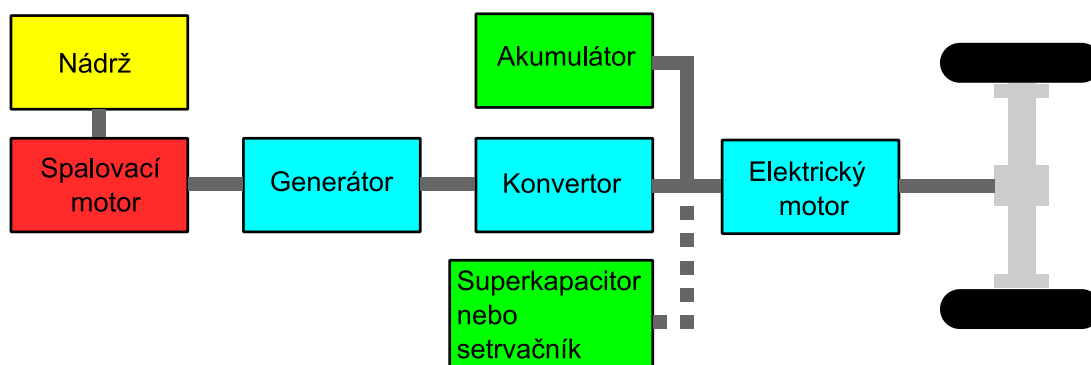 Nádrž
Spalovací
motor
Generátor
Akumulátor
Konvertor
Superkapacitor
nebo
setrvačník
Elektrický
motor